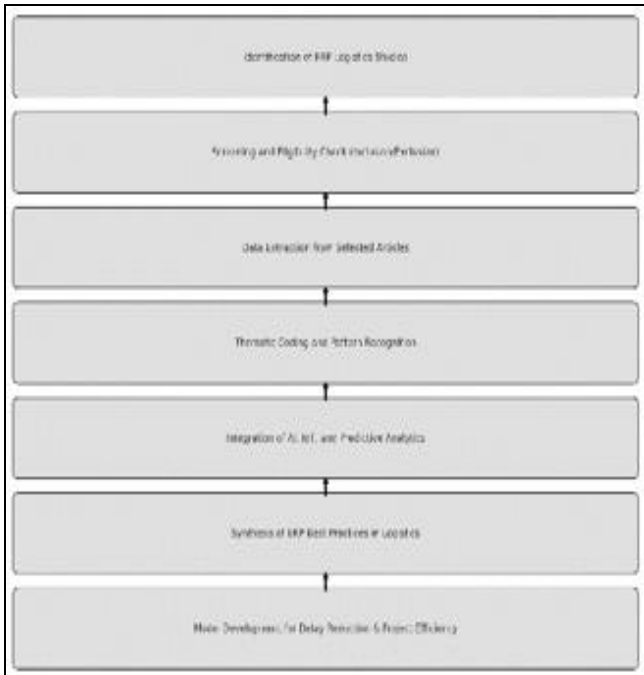 Identification of ERP Logistics Studies
Screening and Eligibility Check (Inclusion/Exclusion)
Data Extraction from Selected Articles
Thematic Coding and Pattern Recognition
Integration of AI, IoT, and Predictive Analytics
Synthesis of ERP Best Practices in Logistics
Model Development for Delay Reduction & Project Efficiency